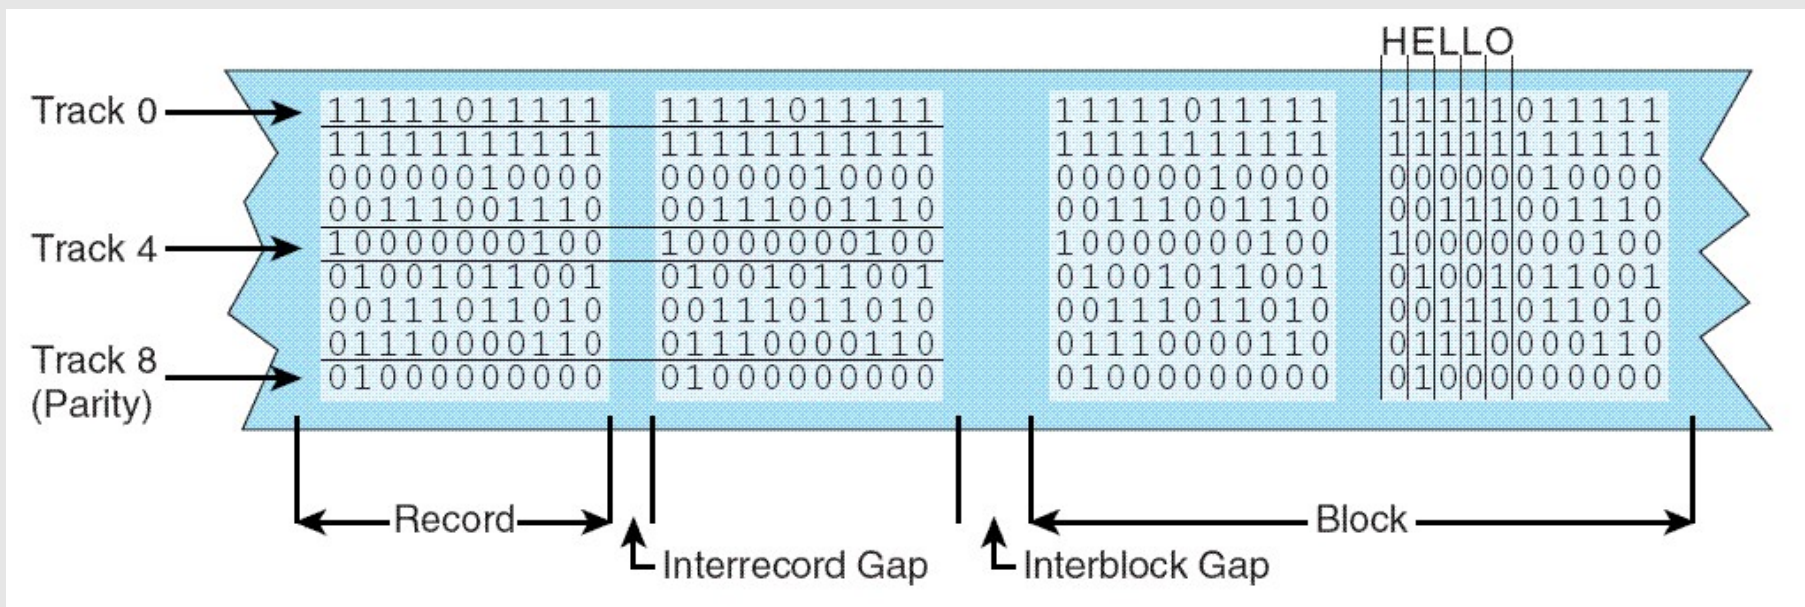 HELLO
Track 0 11111011111 11111011111 11111011111 11111011111
11111111111 11111111111 11111111111 11111111111
00000010000 00000010000 00000010000 00000010000
00111001110 00111001110 00111001110 00111001110
Track 4 10000000100 10000000100 10000000100 10000000100
01001011001 01001011001 01001011001 01001011001
00111011010 00111011010 00111011010 00111011010
01110000110 01110000110 01110000110 01110000110
Track 8 01000000000 01000000000 01000000000 01000000000
(Parity)
Record Block
Interrecord Gap Interblock Gap